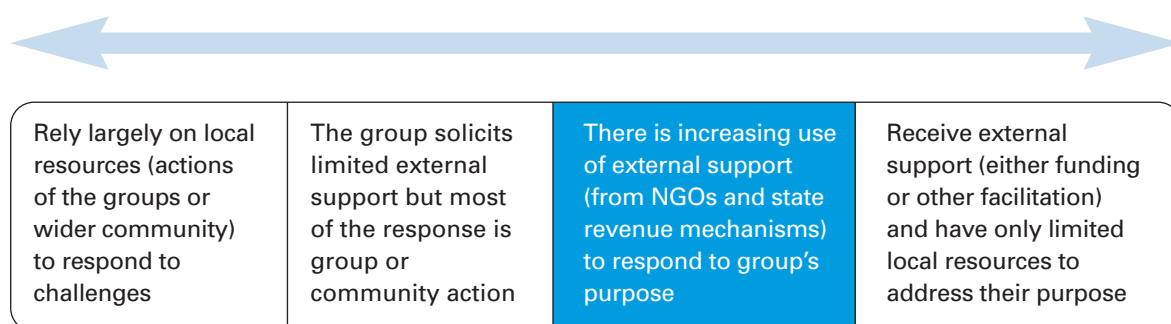 Rely largely on local
resources (actions
of the groups or
wider community)
to respond to
challenges
The group solicits
limited external
support but most
of the response is
group or
community action
There is increasing use
of external support
(from NGOs and state
revenue mechanisms)
to respond to group's
purpose
Receive external
support (either funding
or other facilitation)
and have only limited
local resources to
address their purpose